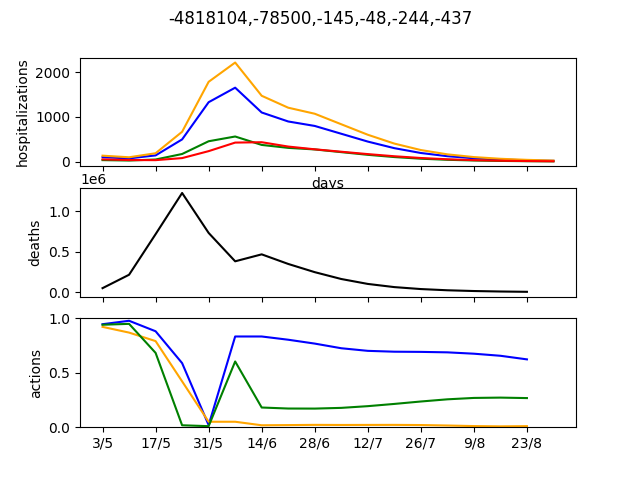 -4818104,-78500,-145,-48,-244,-437
hospitalizations
2000
1000
0
days
1e6
deaths
1.0
0.5
0.0
actions
1.0
0.5
0.0
3/5 17/5 31/5 14/6 28/6 12/7 26/7 9/8 23/8